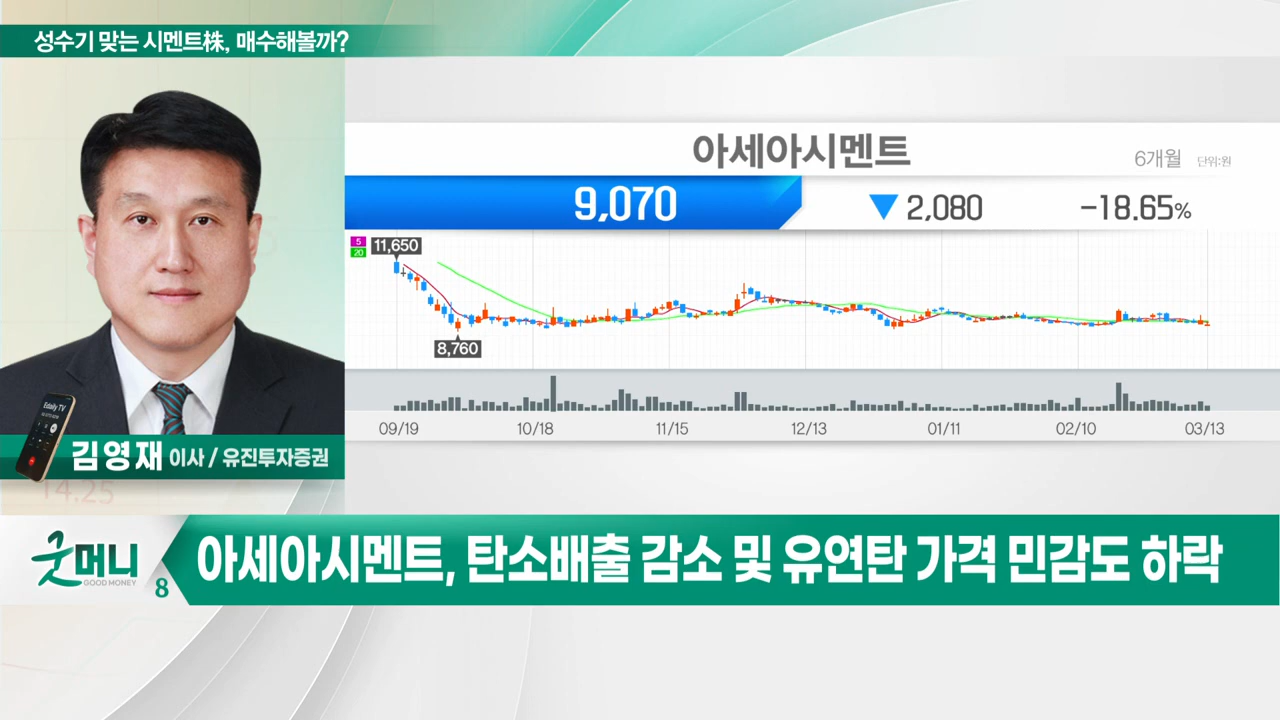 성수기 맞는 시멘트株, 매수해볼까?
아세아시멘트
6개월 단위:원
9,070 ▼ 2,080 -18.65%
5
20
11,650
8,760
09/19 10/18 11/15 12/13 01/11 02/10 03/13
Edaily TV
김영재 이사 / 유진투자증권
14.25
굿머니
GOOD MONEY
8
아세아시멘트, 탄소배출 감소 및 유연탄 가격 민감도 하락